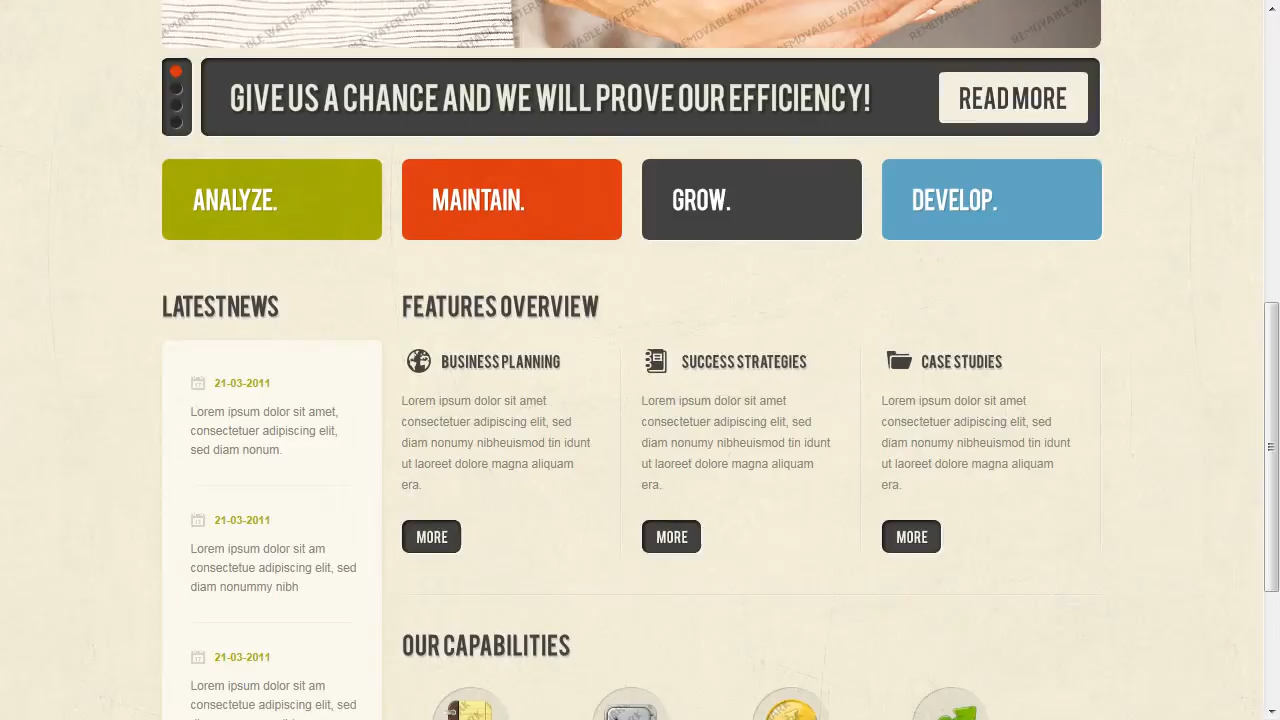 REMOVABLE WATERMARK
GIVE US A CHANCE AND WE WILL PROVE OUR EFFICIENCY!
READ MORE
ANALYZE.
MAINTAIN.
GROW.
DEVELOP.
LATESTNEWS
21-03-2011
Lorem ipsum dolor sit amet,
consectetuer adipiscing elit,
sed diam nonum.
21-03-2011
Lorem ipsum dolor sit am
consectetue adipiscing elit, sed
diam nonummy nibh
21-03-2011
Lorem ipsum dolor sit am
consectetue adipiscing elit, sed
FEATURES OVERVIEW
BUSINESS PLANNING
Lorem ipsum dolor sit amet
consectetuer adipiscing elit, sed
diam nonumy nibheuismod tin idunt
ut laoreet dolore magna aliquam
era.
MORE
SUCCESS STRATEGIES
Lorem ipsum dolor sit amet
consectetuer adipiscing elit, sed
diam nonumy nibheuismod tin idunt
ut laoreet dolore magna aliquam
era.
MORE
CASE STUDIES
Lorem ipsum dolor sit amet
consectetuer adipiscing elit, sed
diam nonumy nibheuismod tin idunt
ut laoreet dolore magna aliquam
era.
MORE
OUR CAPABILITIES